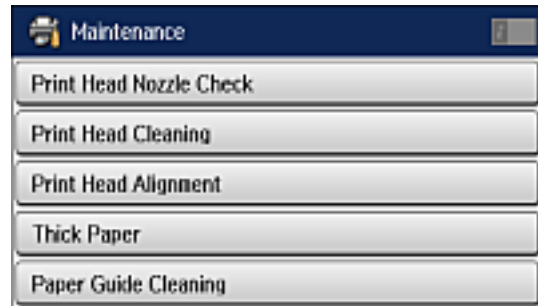 Maintenance
Print Head Nozzle Check
Print Head Cleaning
Print Head Alignment
Thick Paper
Paper Guide Cleaning